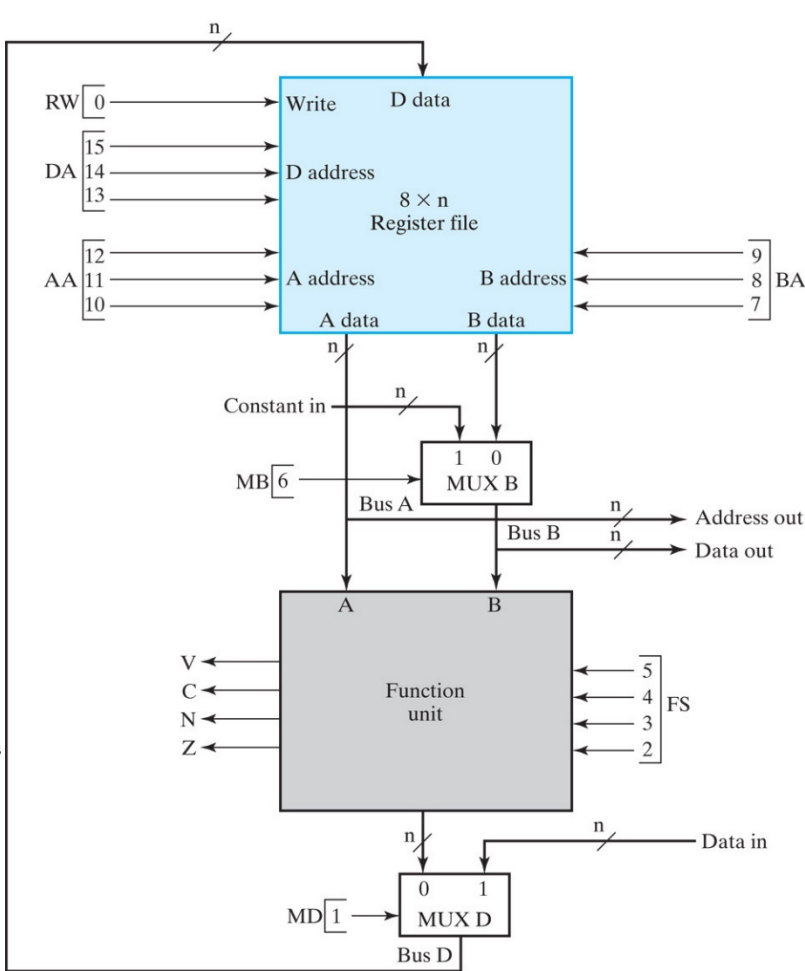 n
RW 0 Write D data
15
DA 14 D address
13
8 × n
Register file
12 9
AA 11 A address B address 8 BA
10 7
A data B data
n n
Constant in n
1 0
MB 6 MUX B
Bus A n Address out
Bus B n Data out
A B
V 5
C Function 4 FS
N unit 3
Z 2
n n Data in
0 1
MD 1 MUX D
Bus D